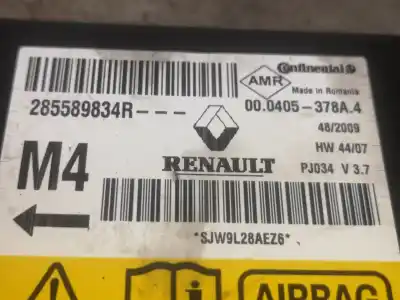 Continental
AMR
Made in Romania
285589834R---
00.0405-378A.4
48/2009
HW 44/07
M4
RENAULT
PJ034 V 3.7
*SJW9L28AEZ6*
AIRBAG